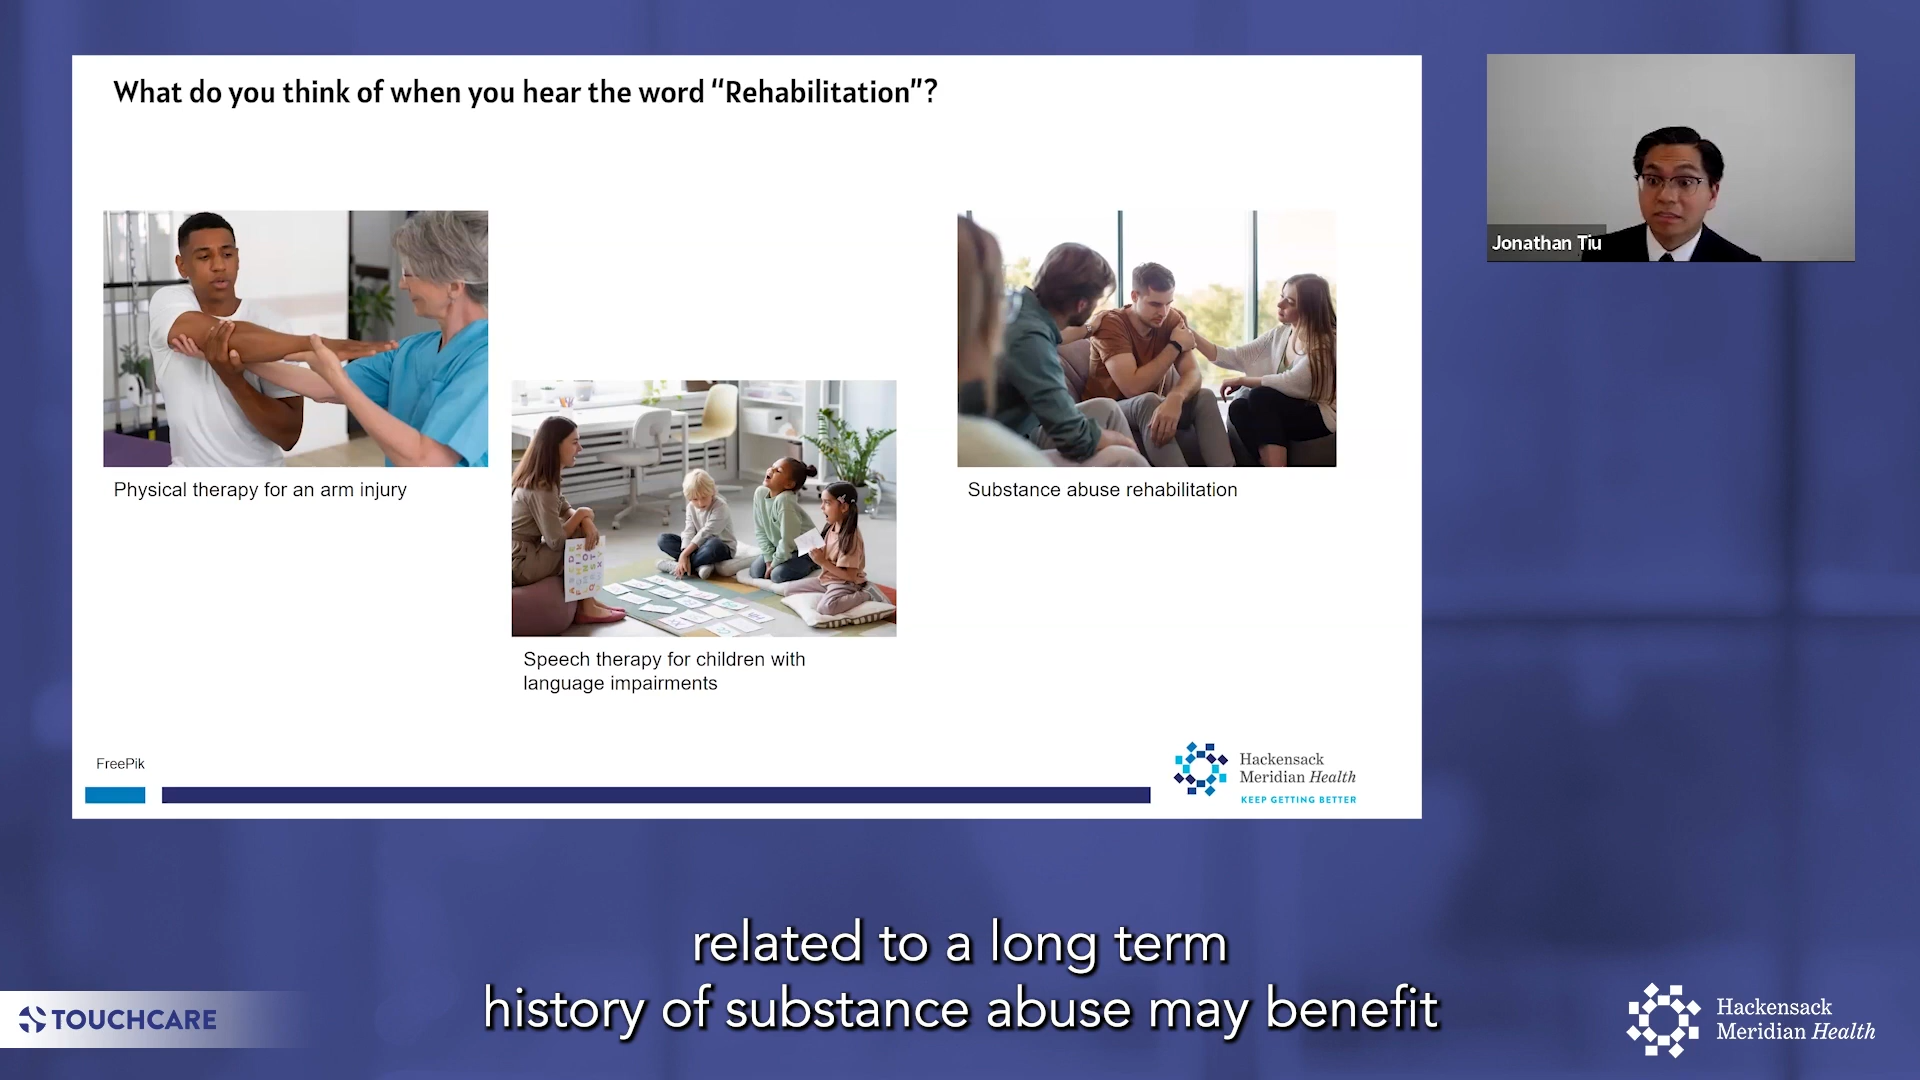 What do you think of when you hear the word “Rehabilitation”?
Jonathan Tiu
Physical therapy for an arm injury
Substance abuse rehabilitation
Speech therapy for children with
language impairments
FreePik
Hackensack
Meridian Health
KEEP GETTING BETTER
related to a long term
history of substance abuse may benefit
TOUCHCARE
Hackensack
Meridian Health